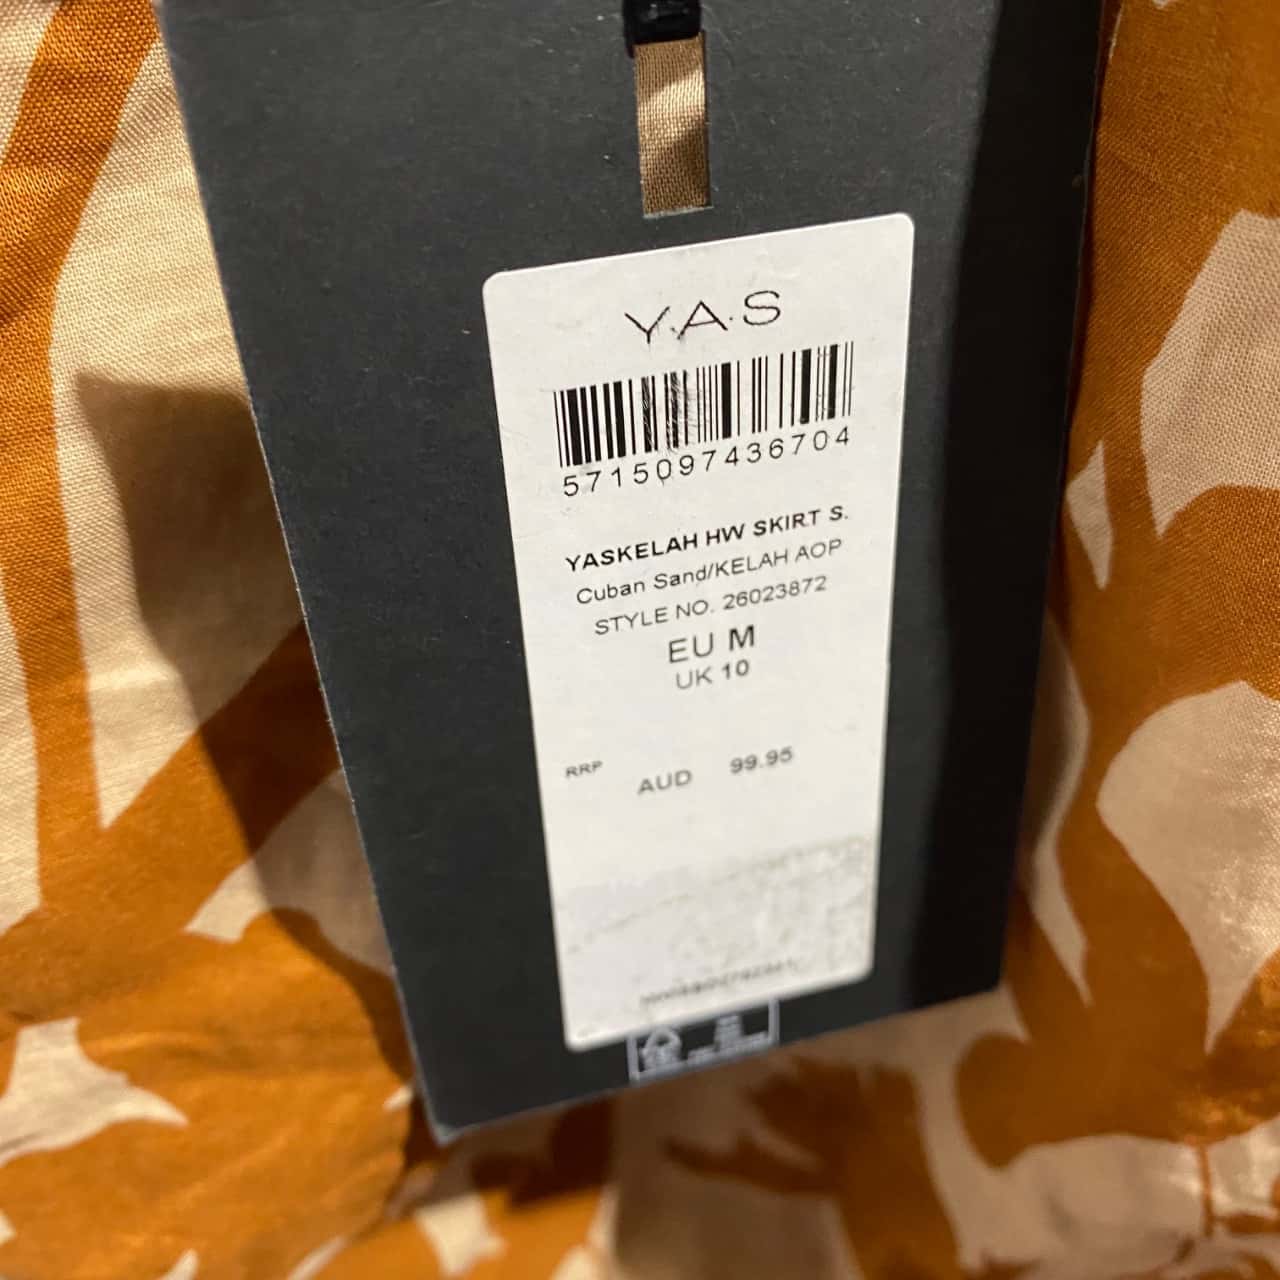 Y.A.S
5715097436704
YASKELAH HW SKIRT S.
Cuban Sand/KELAH AOP
STYLE NO. 26023872
EU M
UK 10
RRP AUD 99.95